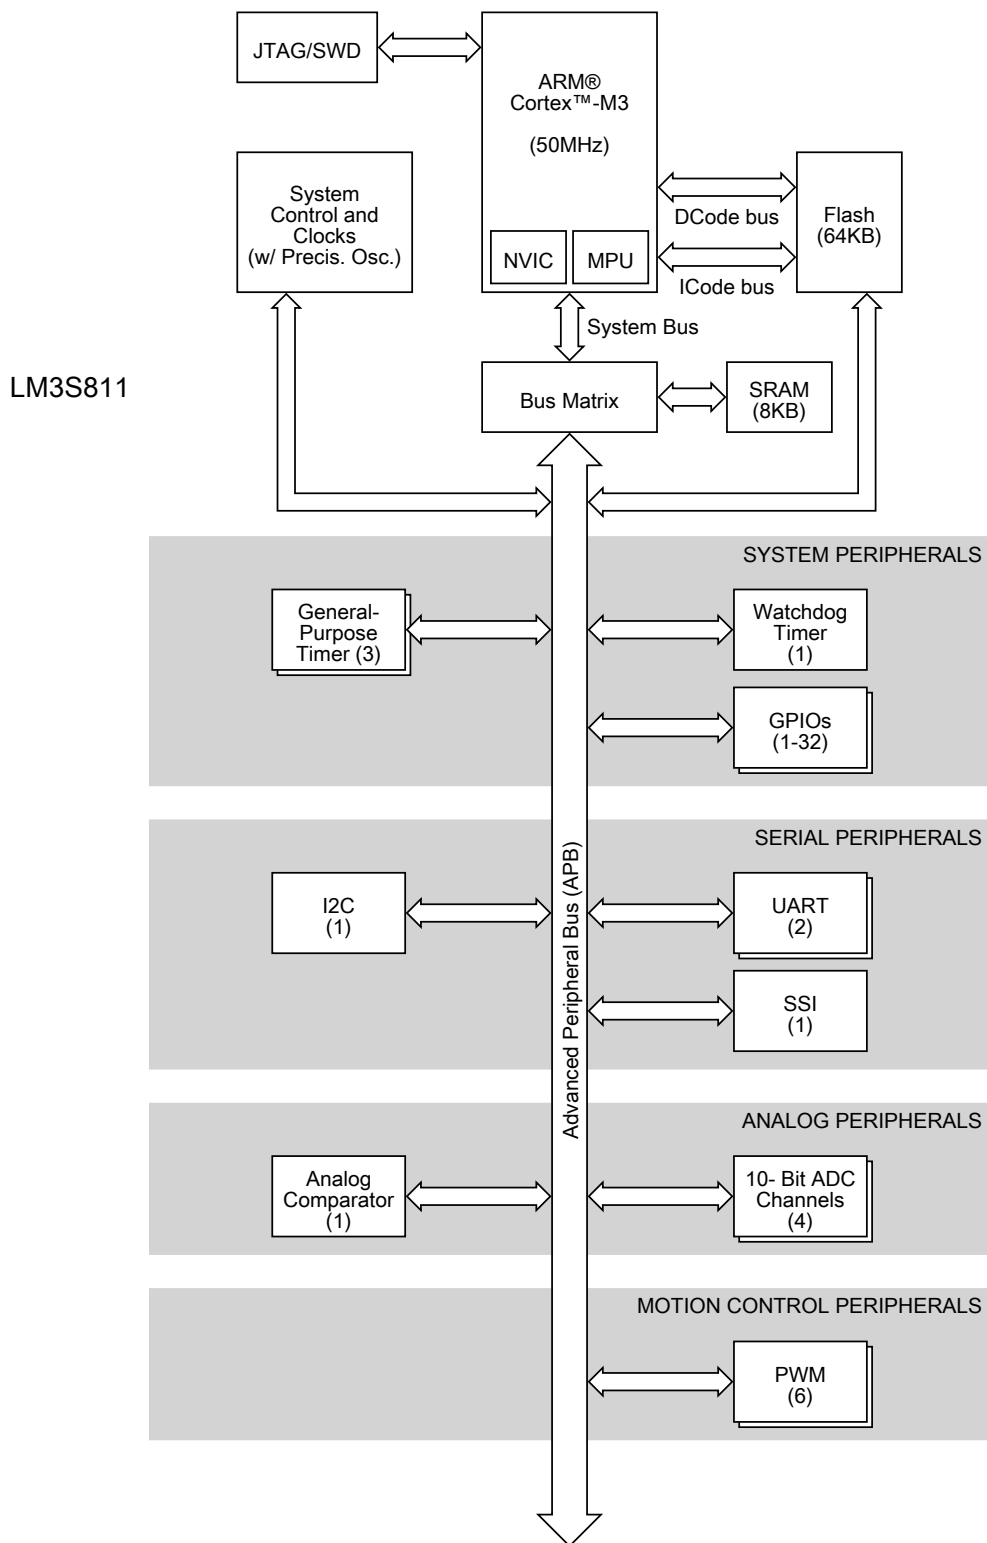 JTAG/SWD
ARM®
Cortex™-M3
(50MHz)
NVIC
MPU
System
Control and
Clocks
(w/ Precis. Osc.)
DCode bus
ICode bus
Flash
(64KB)
System Bus
LM3S811
Bus Matrix
SRAM
(8KB)
SYSTEM PERIPHERALS
General-
Purpose
Timer (3)
Watchdog
Timer
(1)
GPIOs
(1-32)
Advanced Peripheral Bus (APB)
SERIAL PERIPHERALS
I2C
(1)
UART
(2)
SSI
(1)
ANALOG PERIPHERALS
Analog
Comparator
(1)
10- Bit ADC
Channels
(4)
MOTION CONTROL PERIPHERALS
PWM
(6)